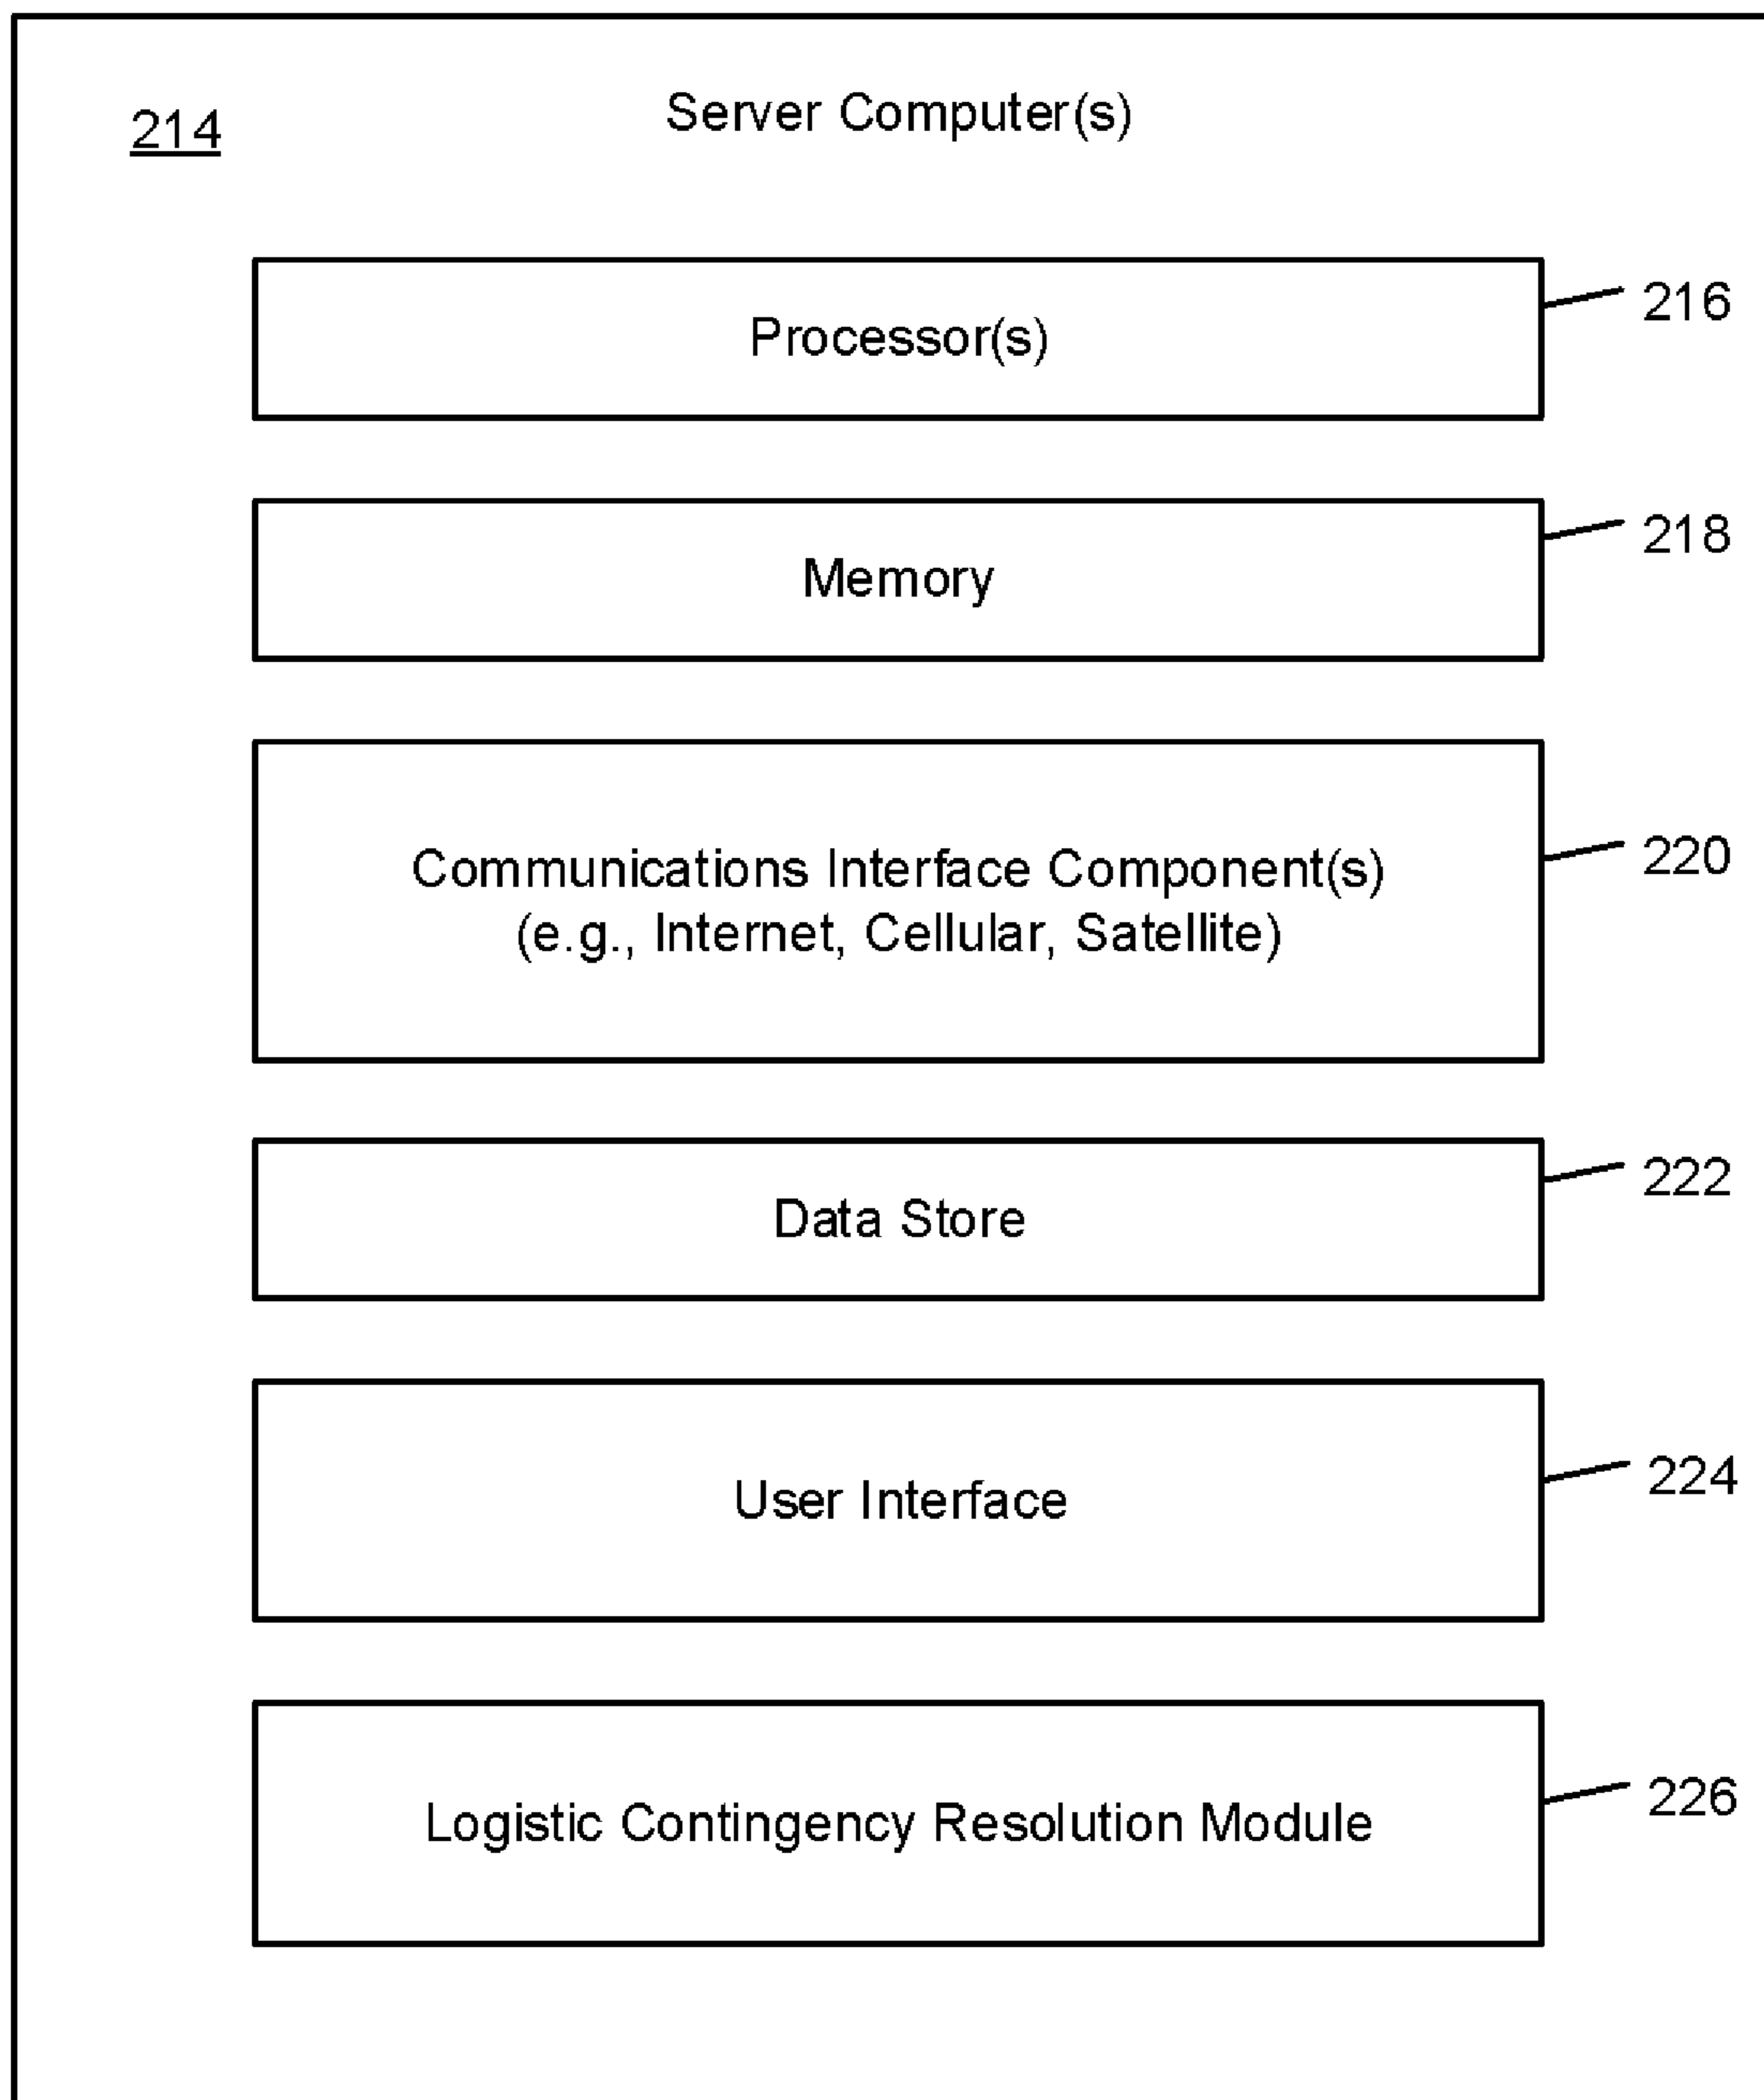 Server Computer(s)
214
Processor(s)
216
Memory
218
Communications Interface Component(s)
(e.g., Internet, Cellular, Satellite)
220
Data Store
222
User Interface
224
Logistic Contingency Resolution Module
226